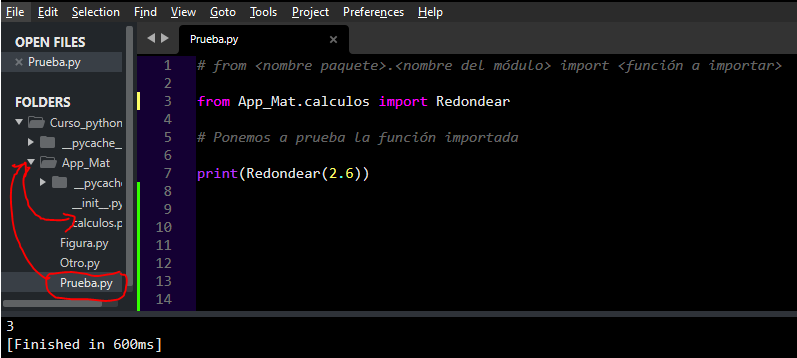 File Edit Selection Find View Goto Tools Project Preferences Help
OPEN FILES
Prueba.py
FOLDERS
Curso_python
__pycache_
App_Mat
__pycache
__init__.py
calculos.p
Figura.py
Otro.py
Prueba.py
Prueba.py
1 # from <nombre paquete>.<nombre del módulo> import <función a importar>
2
3 from App_Mat.calculos import Redondear
4
5 # Ponemos a prueba la función importada
6
7 print(Redondear(2.6))
8
9
10
11
12
13
14
3
[Finished in 600ms]